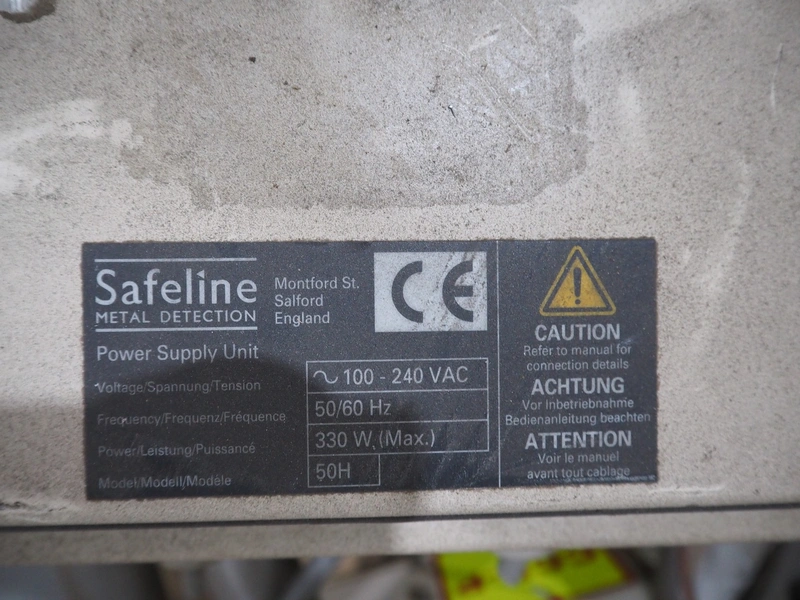 Safeline
METAL DETECTION
Montford St.
Salford
England
CE
Power Supply Unit
Voltage/Spannung/Tension
100 - 240 VAC
Frequency/Frequenz/Fréquence
50/60 Hz
Power/Leistung/Puissancé
330 W (Max.)
Model/Modell/Modèle
50H
CAUTION
Refer to manual for
connection details
ACHTUNG
Vor Inbetriebnahme
Bedienanleitung beachten
ATTENTION
Voir le manuel
avant tout cablage